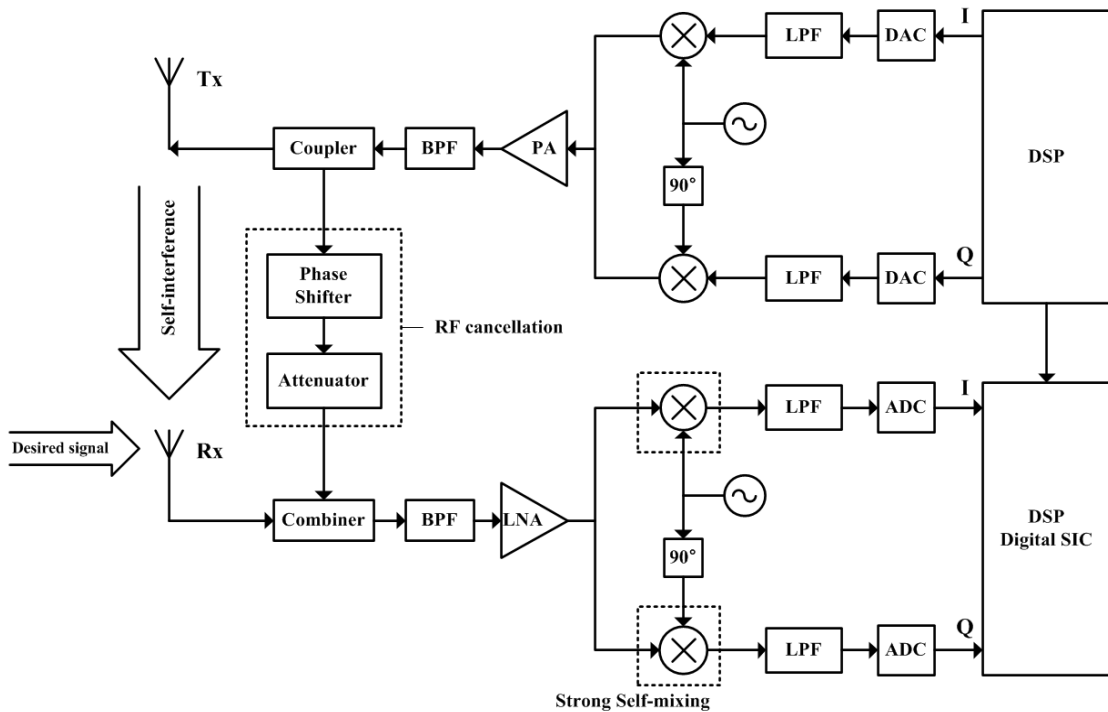 I
LPF
DAC
Tx
DSP
Coupler
BPF
PA
90°
Self-interference
Q
LPF
DAC
Phase
Shifter
RF cancellation
Attenuator
I
LPF
ADC
Desired signal
Rx
Combiner
BPF
LNA
DSP
Digital SIC
90°
Q
LPF
ADC
Strong Self-mixing